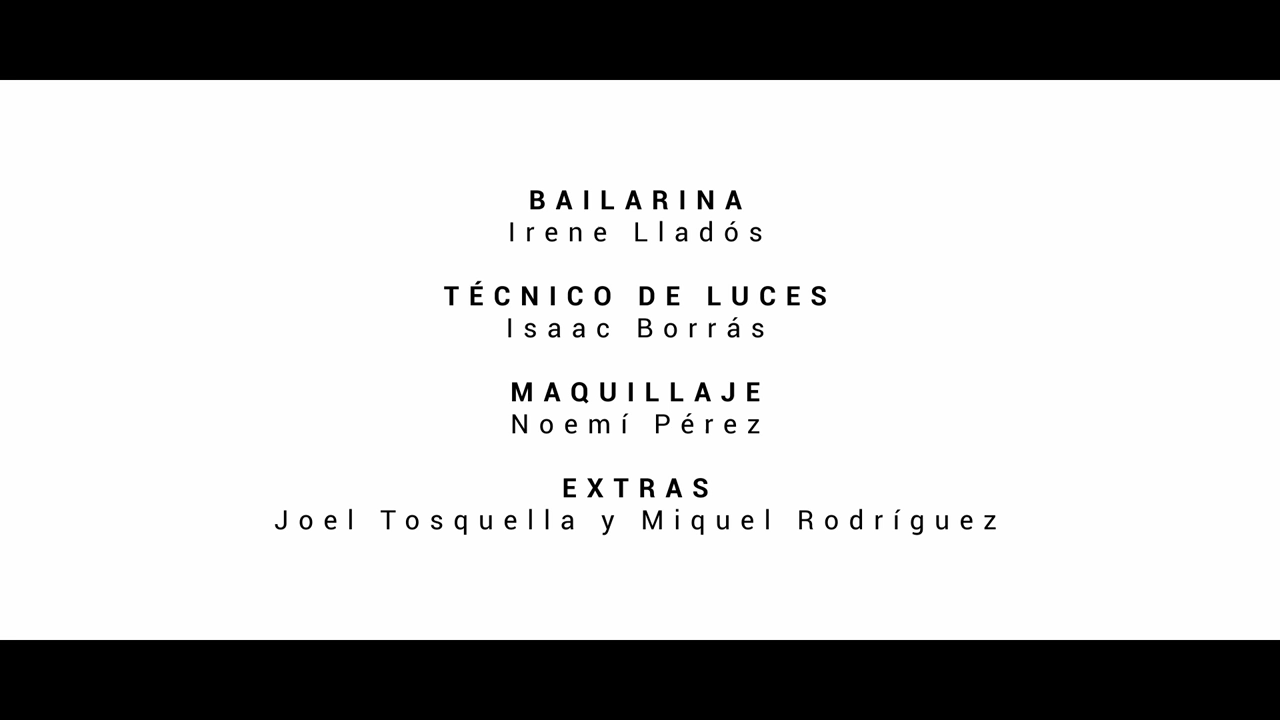 BAILARINA
Irene Lladós
TÉCNICO DE LUCES
Isaac Borrás
MAQUILLAJE
Noemí Pérez
EXTRAS
Joel Tosquella y Miquel Rodríguez